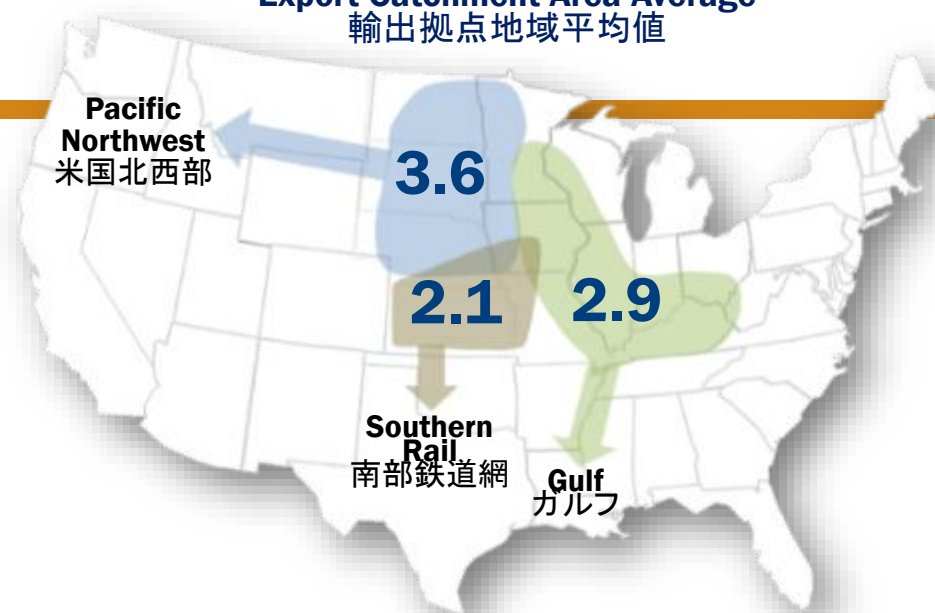 Export Catchment Area Average
輸出拠点地域平均値
Pacific
Northwest
米国北西部
3.6
2.1
2.9
Southern
Rail
南部鉄道網
Gulf
ガルフ